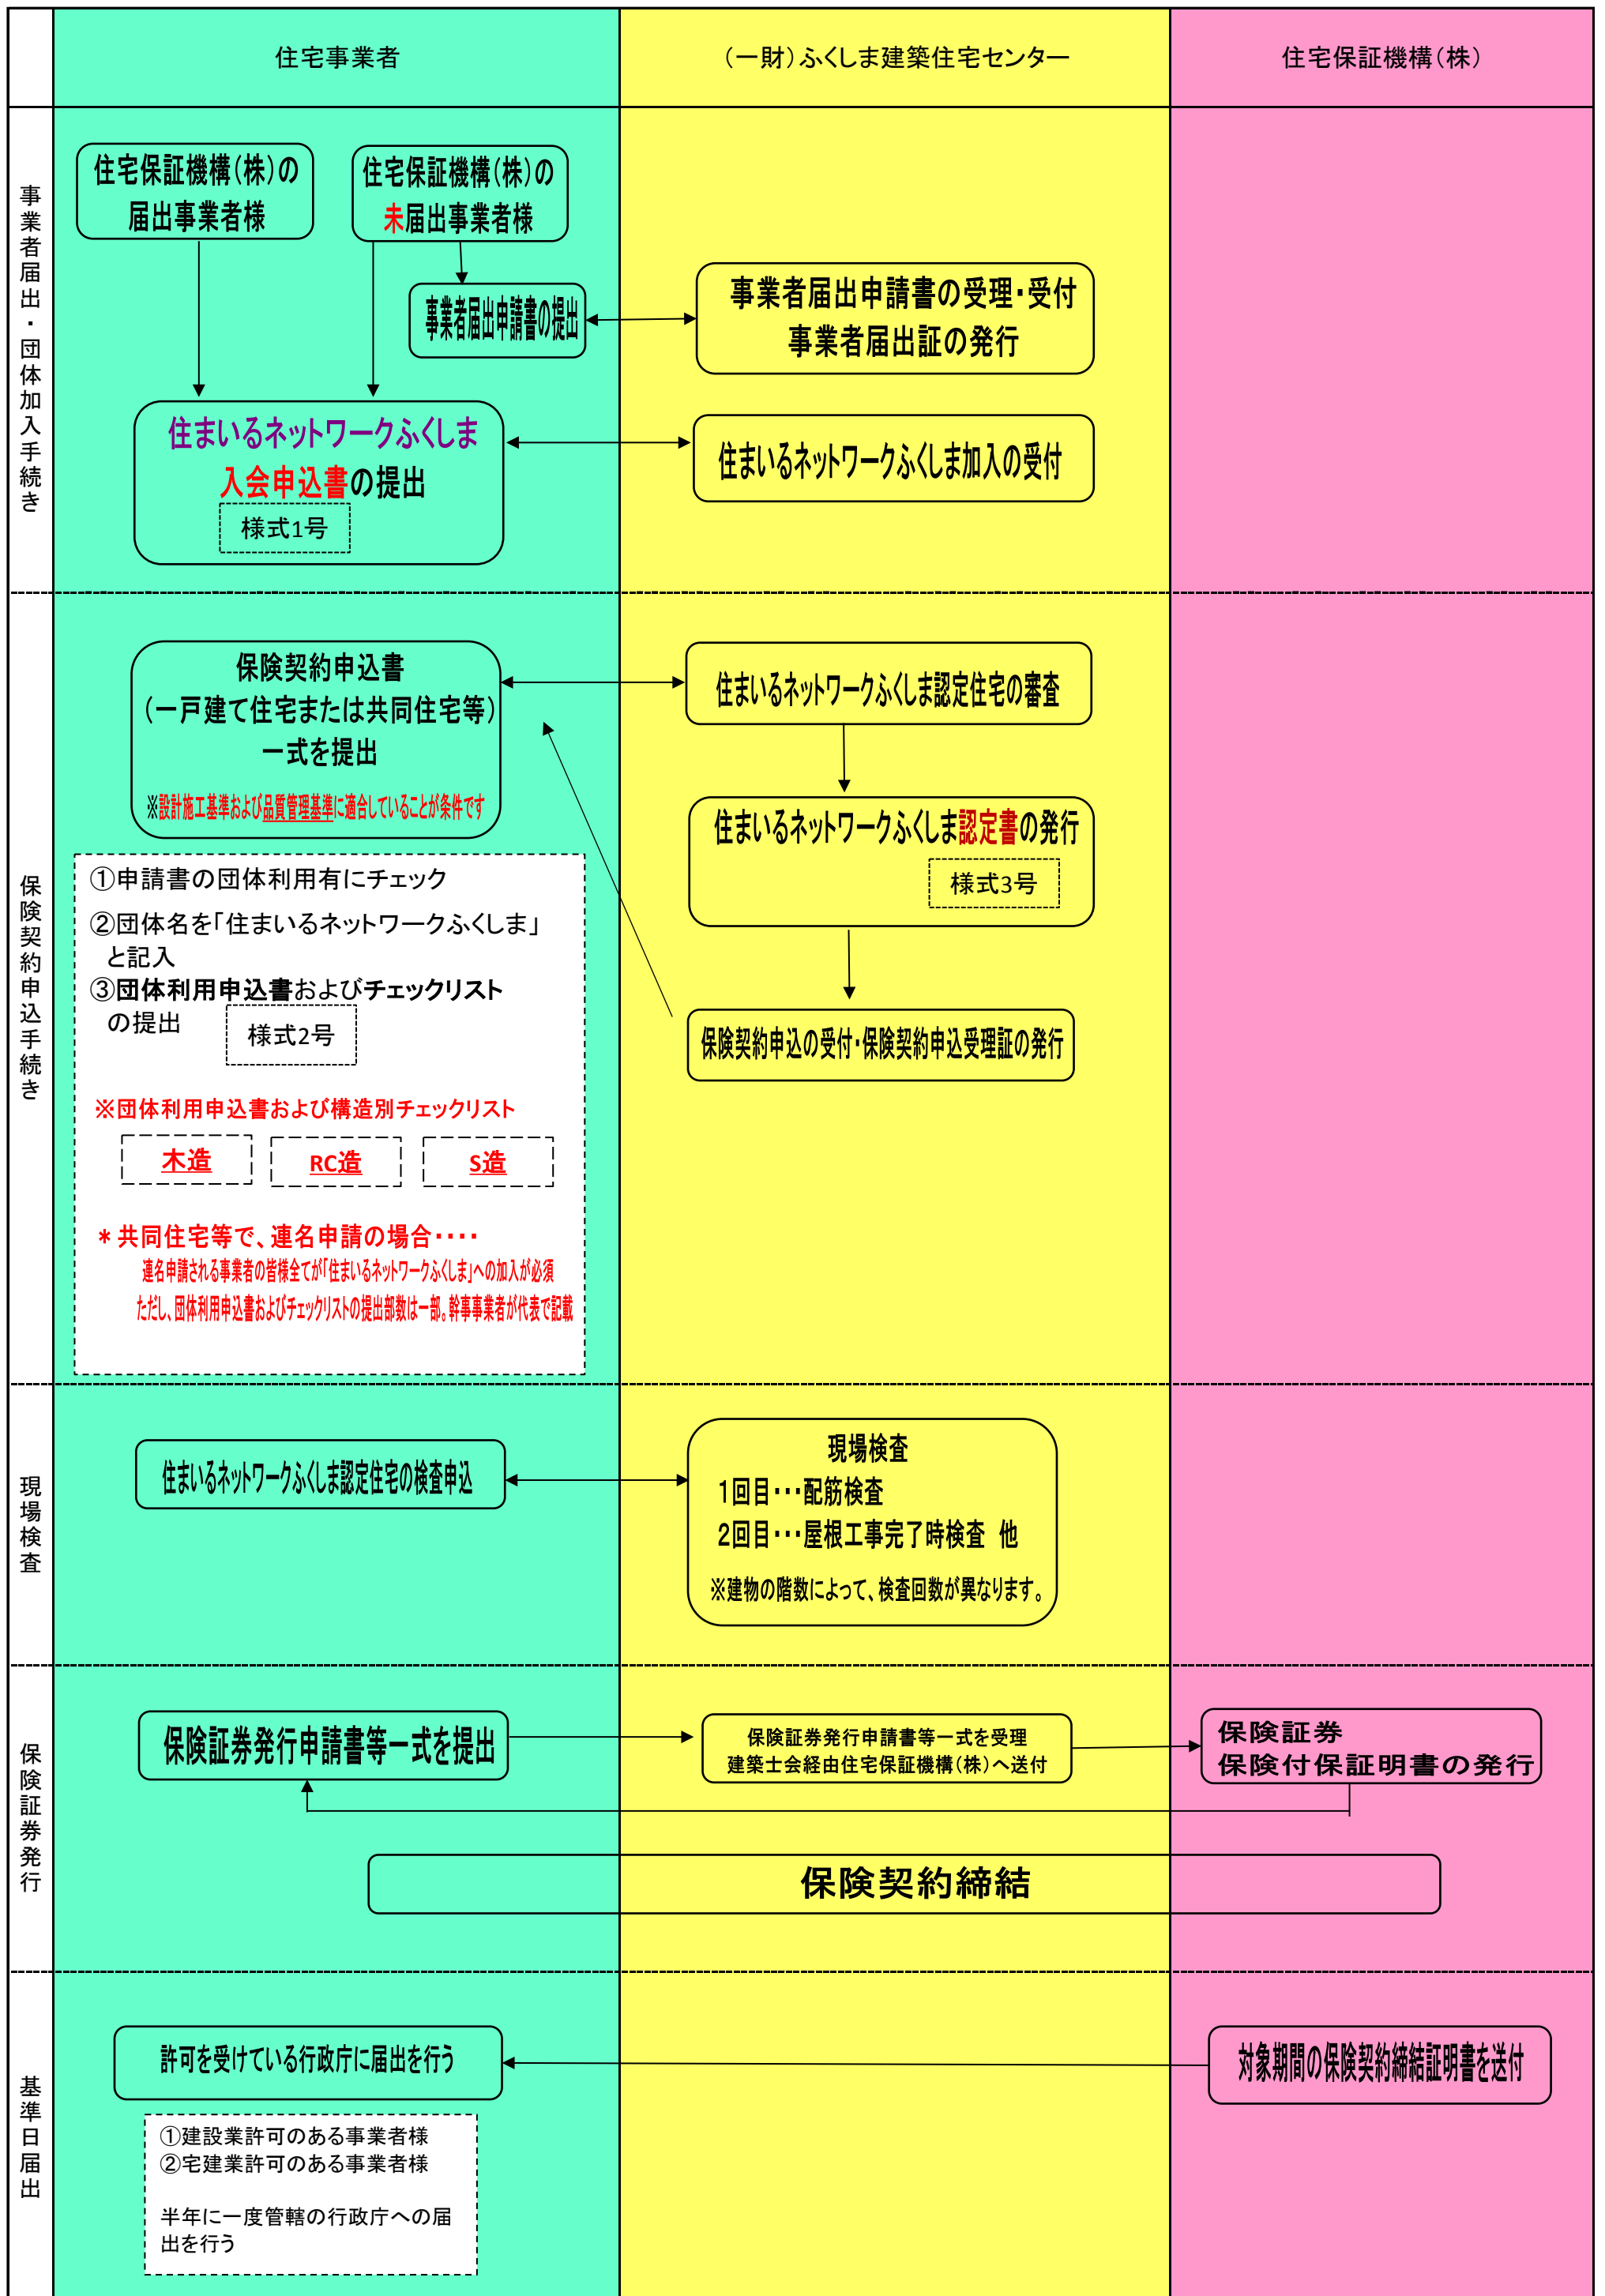 住宅事業者
（一財）ふくしま建築住宅センター
住宅保証機構（株）
事業者届出・団体加入手続き
住宅保証機構（株）の
届出事業者様
住宅保証機構（株）の
未届出事業者様
事業者届出申請書の提出
事業者届出申請書の受理・受付
事業者届出証の発行
住まいるネットワークふくしま
入会申込書の提出
様式1号
住まいるネットワークふくしま加入の受付
保険契約申込手続き
保険契約申込書
（一戸建て住宅または共同住宅等）
一式を提出
※設計施工基準および品質管理基準に適合していることが条件です
住まいるネットワークふくしま認定住宅の審査
住まいるネットワークふくしま認定書の発行
様式3号
保険契約申込の受付・保険契約申込受理証の発行
①申請書の団体利用有にチェック
②団体名を「住まいるネットワークふくしま」
と記入
③団体利用申込書およびチェックリスト
の提出
様式2号
※団体利用申込書および構造別チェックリスト
木造
RC造
S造
＊共同住宅等で、連名申請の場合・・・・
連名申請される事業者の皆様全てが「住まいるネットワークふくしま」への加入が必須
ただし、団体利用申込書およびチェックリストの提出部数は一部。幹事事業者が代表で記載
現場検査
住まいるネットワークふくしま認定住宅の検査申込
現場検査
1回目・・・配筋検査
2回目・・・屋根工事完了時検査 他
※建物の階数によって、検査回数が異なります。
保険証券発行
保険証券発行申請書等一式を提出
保険証券発行申請書等一式を受理
建築士会経由住宅保証機構（株）へ送付
保険証券
保険付保証明書の発行
保険契約締結
基準日届出
許可を受けている行政庁に届出を行う
対象期間の保険契約締結証明書を送付
①建設業許可のある事業者様
②宅建業許可のある事業者様
半年に一度管轄の行政庁への届
出を行う